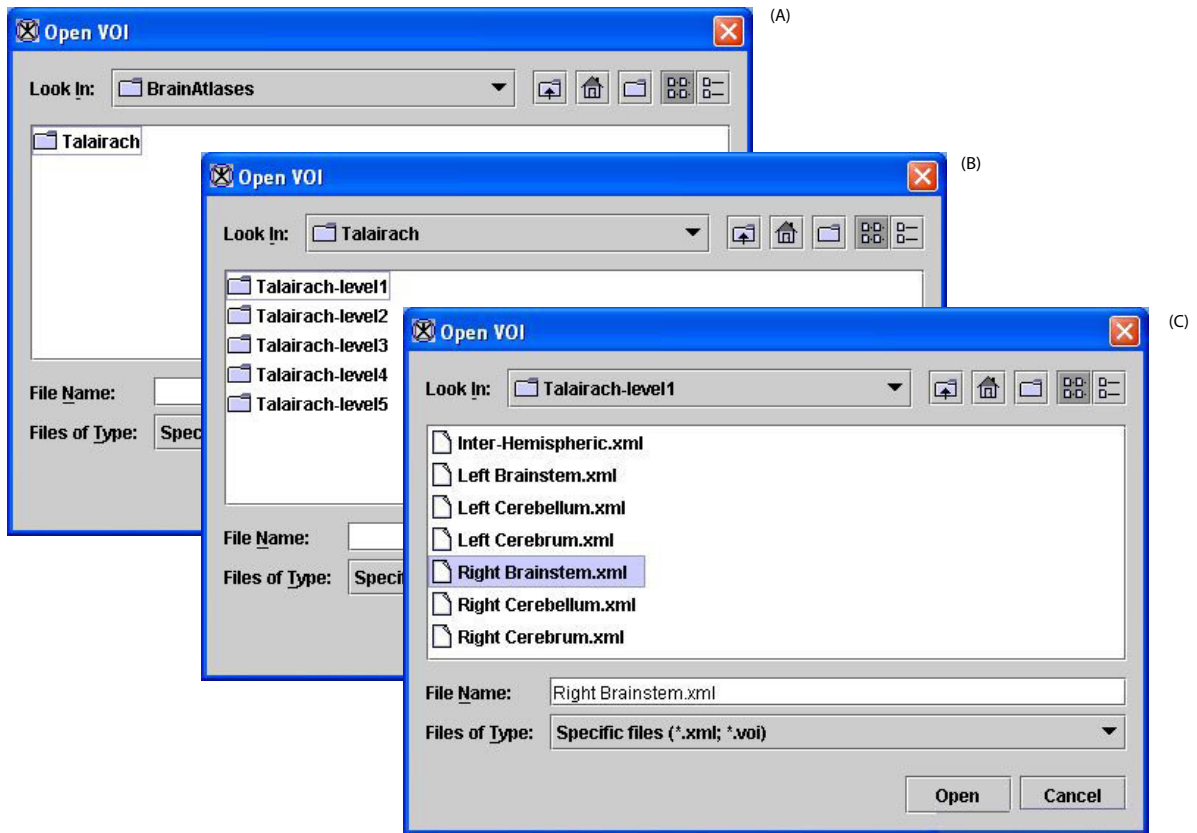 (A)
Open VOI
Look In: BrainAtlases
Talairach
File Name:
Files of Type: Spec
(B)
Open VOI
Look In: Talairach
Talairach-level1
Talairach-level2
Talairach-level3
Talairach-level4
Talairach-level5
File Name:
Files of Type: Specif
(C)
Open VOI
Look In: Talairach-level1
Inter-Hemispheric.xml
Left Brainstem.xml
Left Cerebellum.xml
Left Cerebrum.xml
Right Brainstem.xml
Right Cerebellum.xml
Right Cerebrum.xml
File Name: Right Brainstem.xml
Files of Type: Specific files (*.xml; *.voi)
Open Cancel